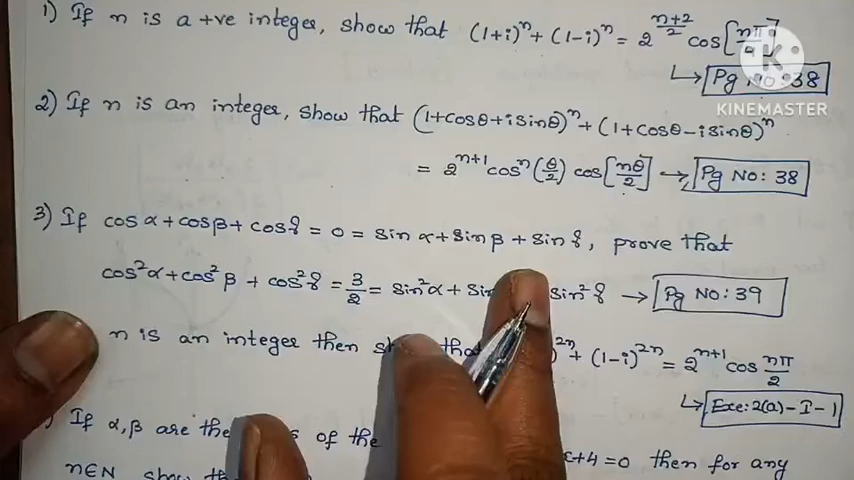 1) If n is a +ve integer, show that (1+i)^n + (1-i)^n = 2^((n+2)/2) cos[nπ/4]
↳ Pg No: 38
KINEMASTER
2) If n is an integer, show that (1+cosθ+isinθ)^n + (1+cosθ-isinθ)^n
= 2^(n+1) cos^n(θ/2) cos[nθ/2] → Pg No: 38
3) If cosα+cosβ+cosγ = 0 = sinα+sinβ+sinγ, prove that
cos²α+cos²β+cos²γ = 3/2 = sin²α + sin²γ → Pg No: 39
n is an integer then that ^2n + (1-i)^2n = 2^(n+1) cos nπ/2
↳ Exe: 2(a)-I-1
If α,β are the of the +4=0 then for any
n∈N show